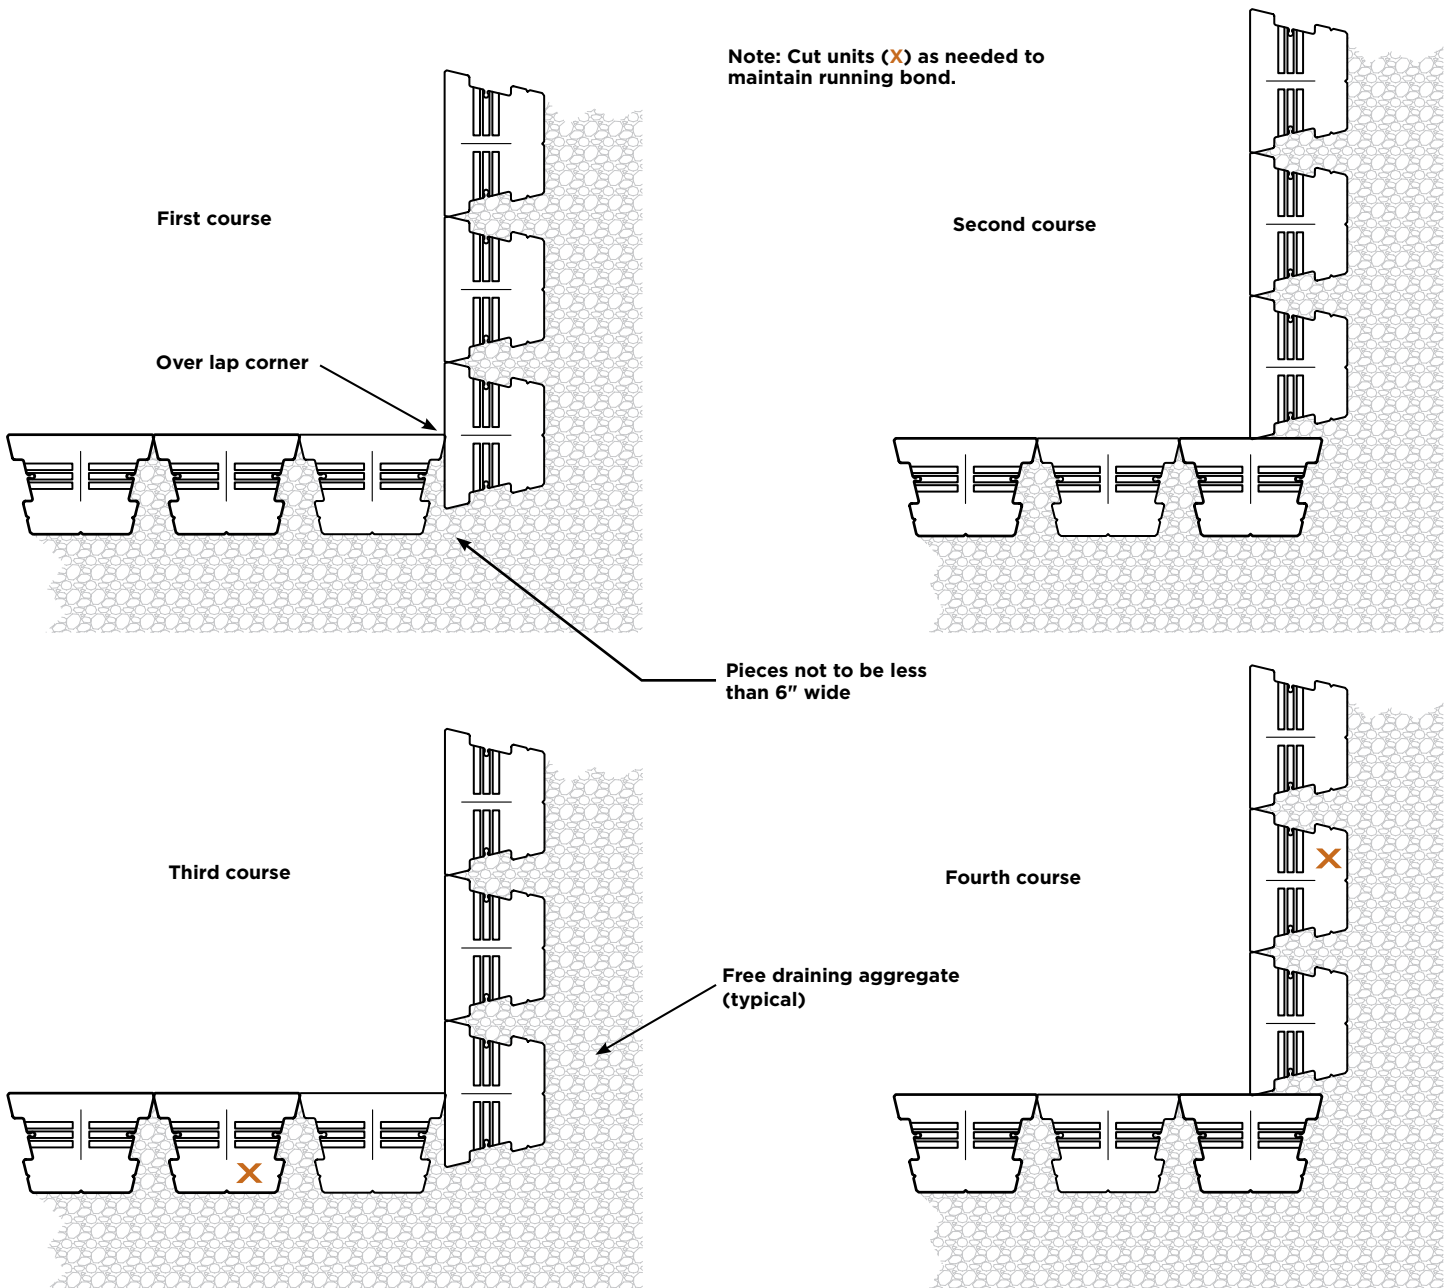 Note: Cut units (X) as needed to
maintain running bond.
First course
Second course
Over lap corner
Pieces not to be less
than 6" wide
Third course
X
Fourth course
X
Free draining aggregate
(typical)